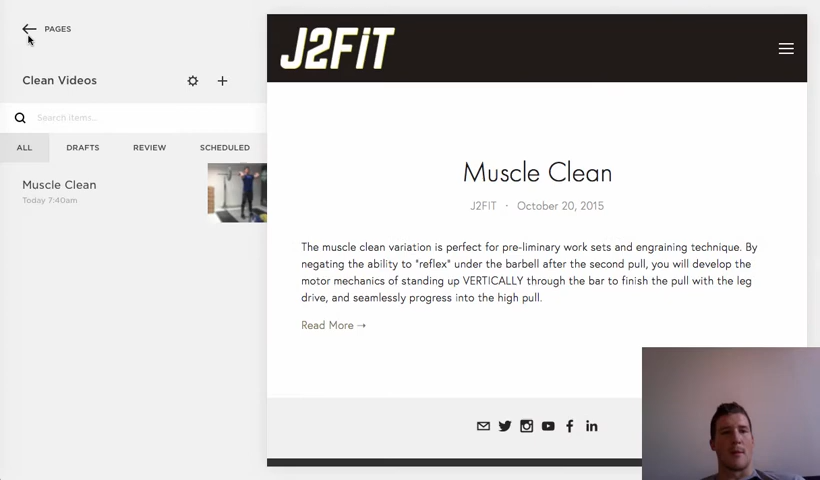 PAGES
Clean Videos
Search items...
ALL DRAFTS REVIEW SCHEDULED
Muscle Clean
Today 7:40am
J2FiT
Muscle Clean
J2FIT · October 20, 2015
The muscle clean variation is perfect for pre-liminary work sets and engraining technique. By
negating the ability to "reflex" under the barbell after the second pull, you will develop the
motor mechanics of standing up VERTICALLY through the bar to finish the pull with the leg
drive, and seamlessly progress into the high pull.
Read More →